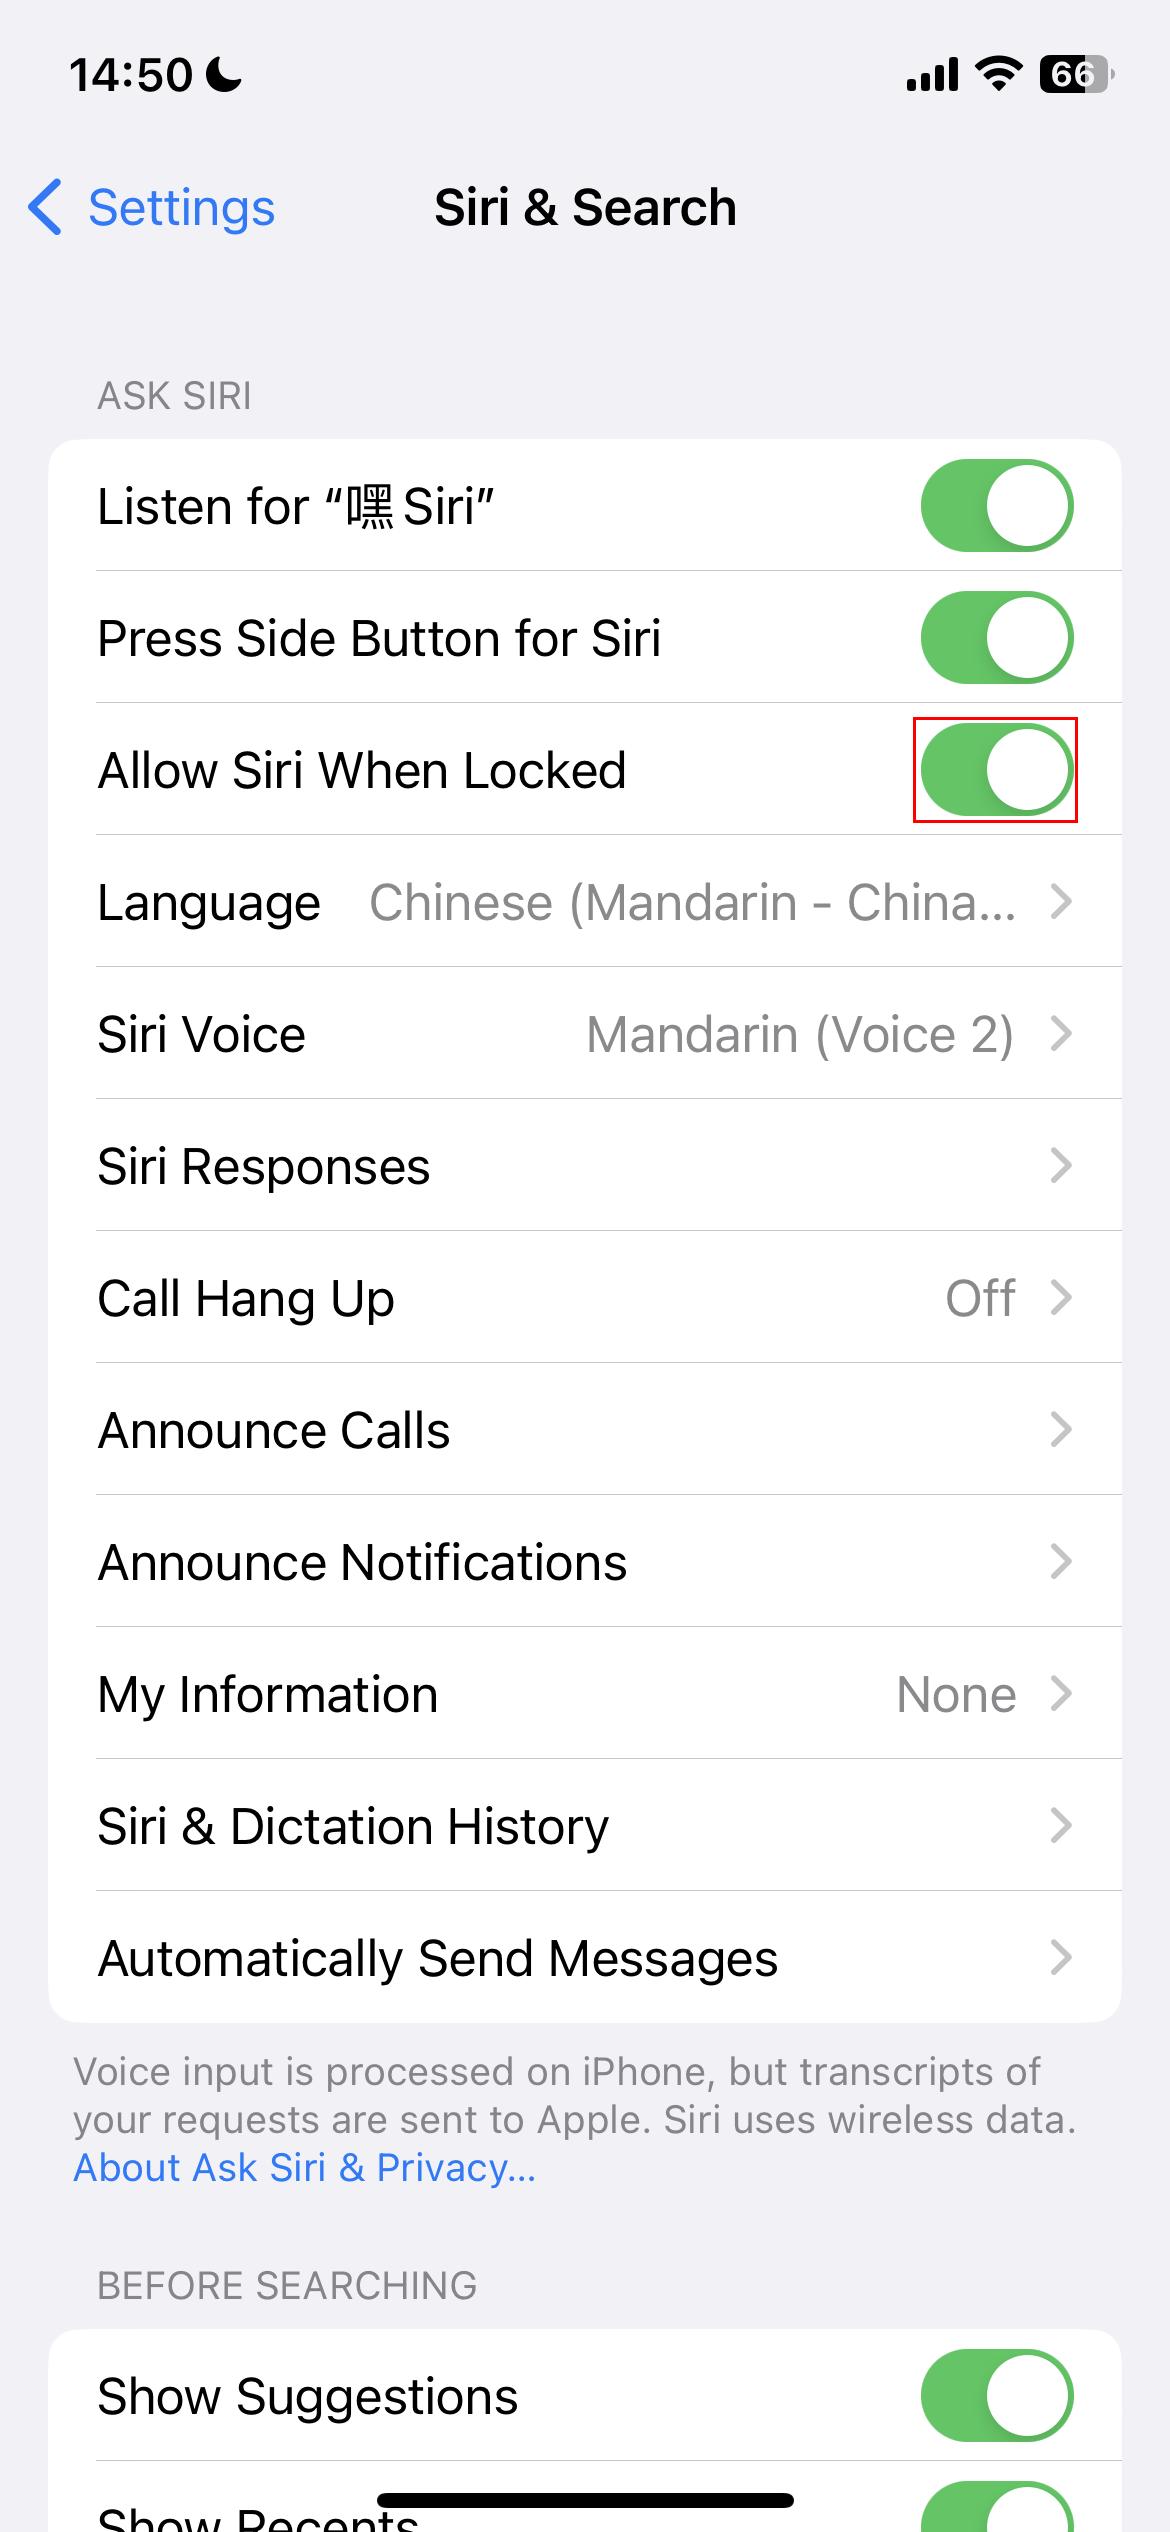 14:50
66
Settings
Siri & Search
ASK SIRI
Listen for “嘿 Siri”
Press Side Button for Siri
Allow Siri When Locked
Language Chinese (Mandarin - China...
Siri Voice Mandarin (Voice 2)
Siri Responses
Call Hang Up Off
Announce Calls
Announce Notifications
My Information None
Siri & Dictation History
Automatically Send Messages
Voice input is processed on iPhone, but transcripts of
your requests are sent to Apple. Siri uses wireless data.
About Ask Siri & Privacy...
BEFORE SEARCHING
Show Suggestions
Show Recents